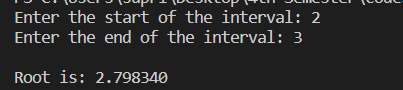 Enter the start of the interval: 2
Enter the end of the interval: 3
Root is: 2.798340